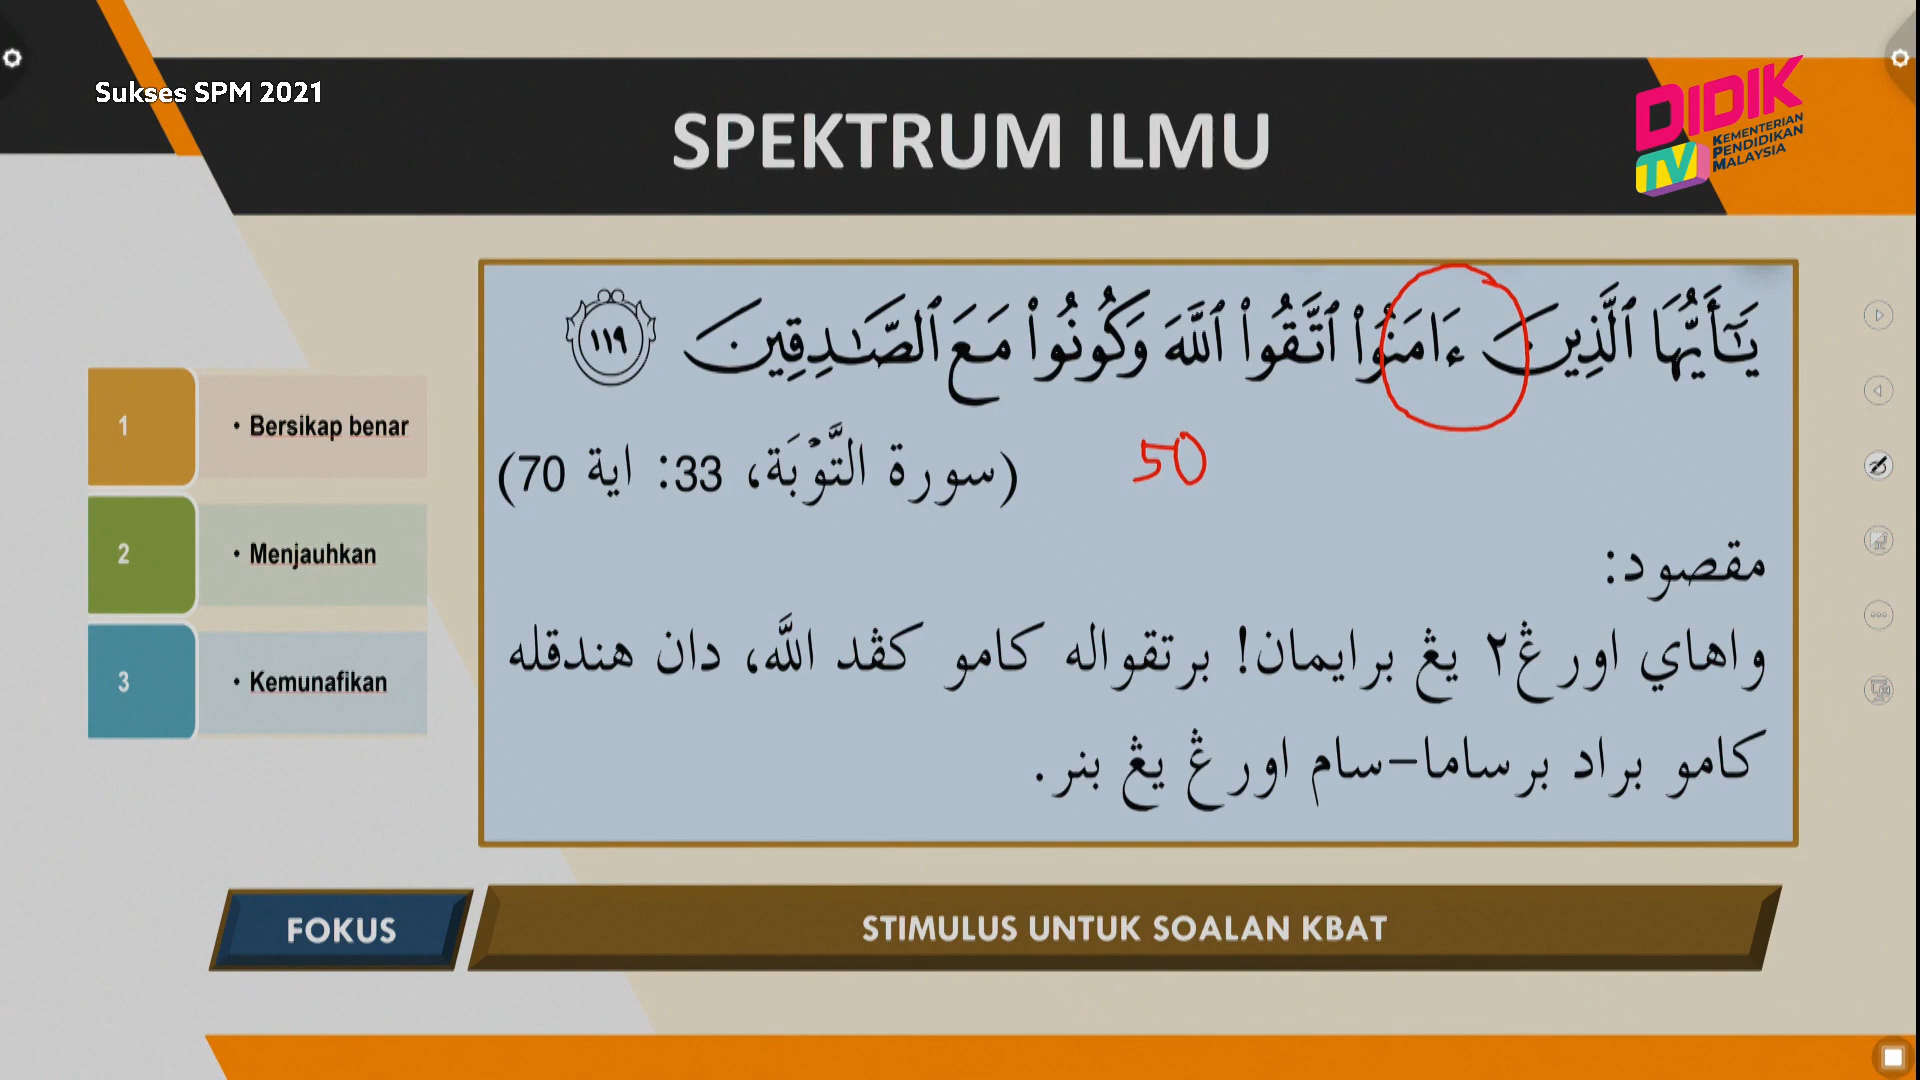 Sukses SPM 2021
SPEKTRUM ILMU
DIDIK
TV
KEMENTERIAN
PENDIDIKAN
MALAYSIA
يَٰٓأَيُّهَا ٱلَّذِينَ ءَامَنُوا۟ ٱتَّقُوا۟ ٱللَّهَ وَكُونُوا۟ مَعَ ٱلصَّٰدِقِينَ ١١٩
(سورة التَّوْبَة، 33: اية 70)
50
مقصود:
واهاي اورڠ٢ يڠ برايمان! برتقواله كامو كڤد اللَّه، دان هندقله
كامو براد برساما-سام اورڠ يڠ بنر.
1
• Bersikap benar
2
• Menjauhkan
3
• Kemunafikan
FOKUS
STIMULUS UNTUK SOALAN KBAT